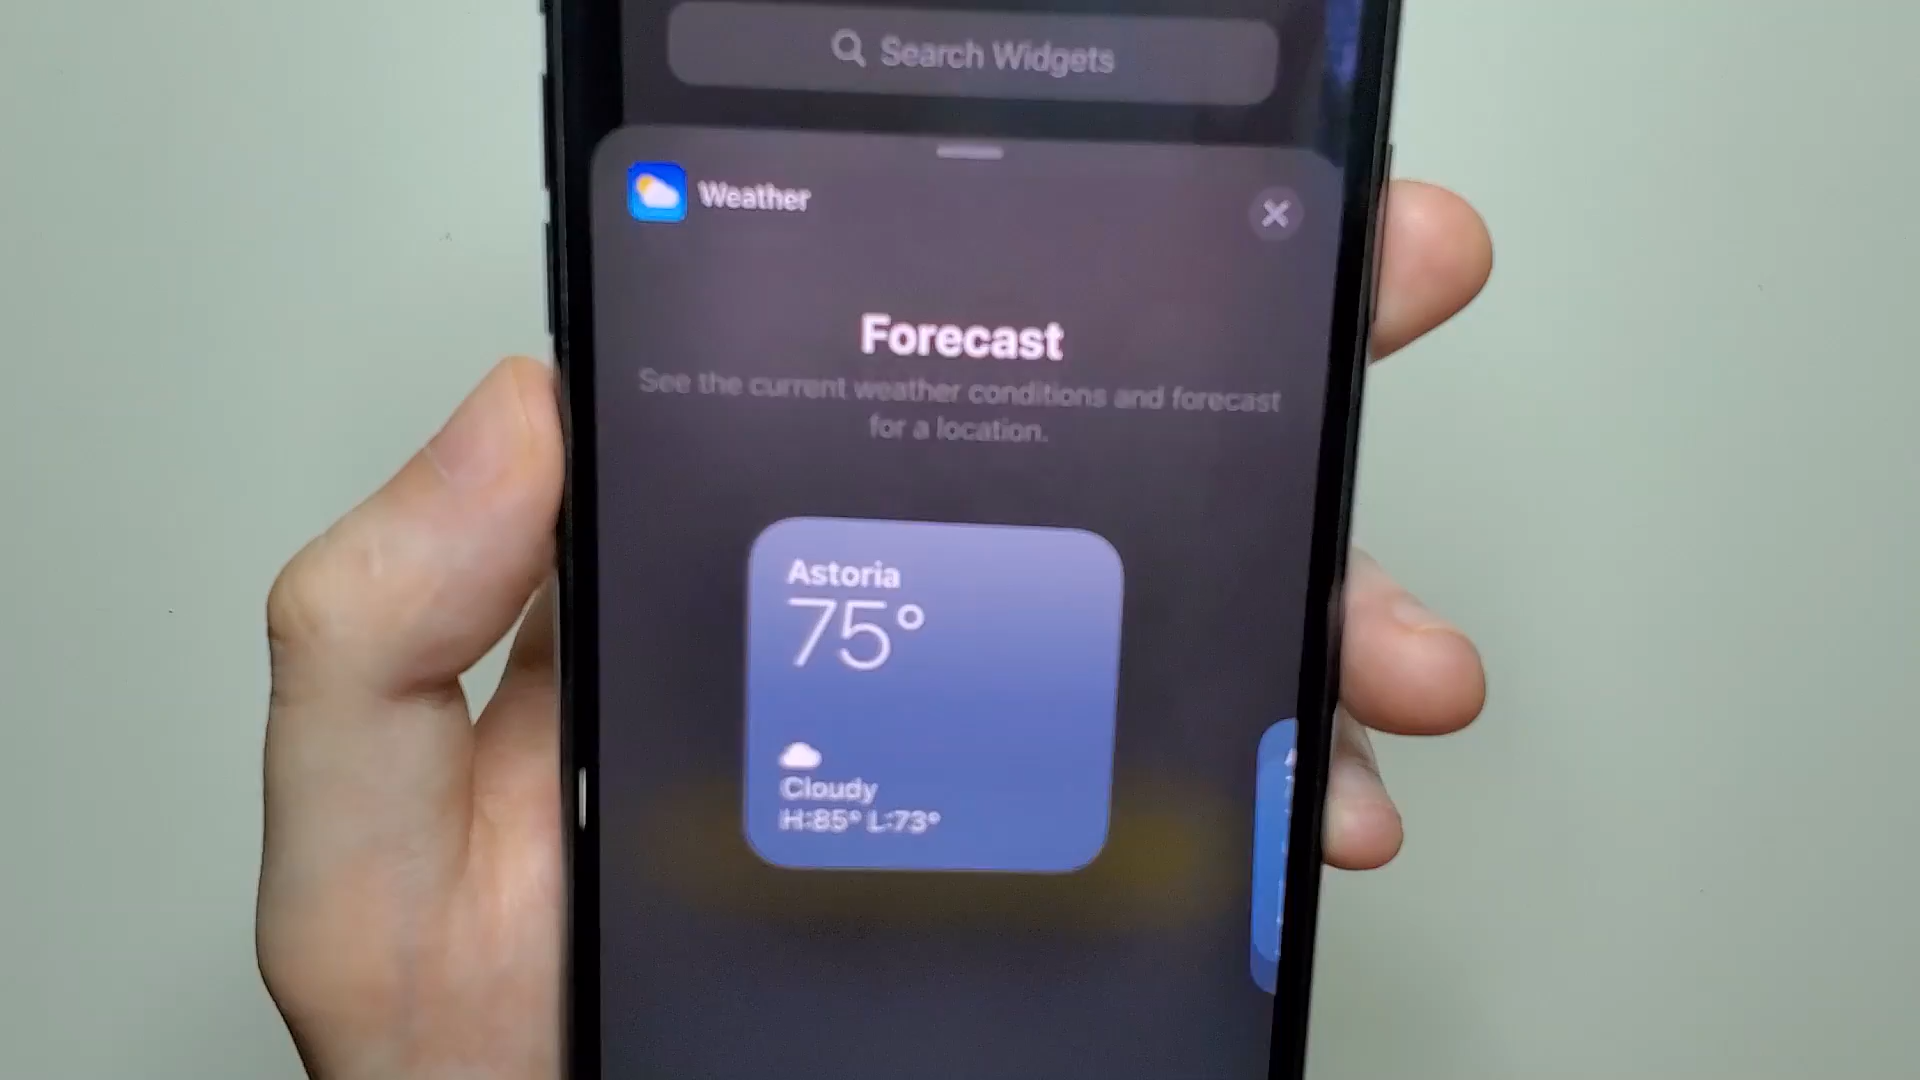 Search Widgets
Weather
Forecast
See the current weather conditions and forecast
for a location.
Astoria
75°
Cloudy
H:85° L:73°